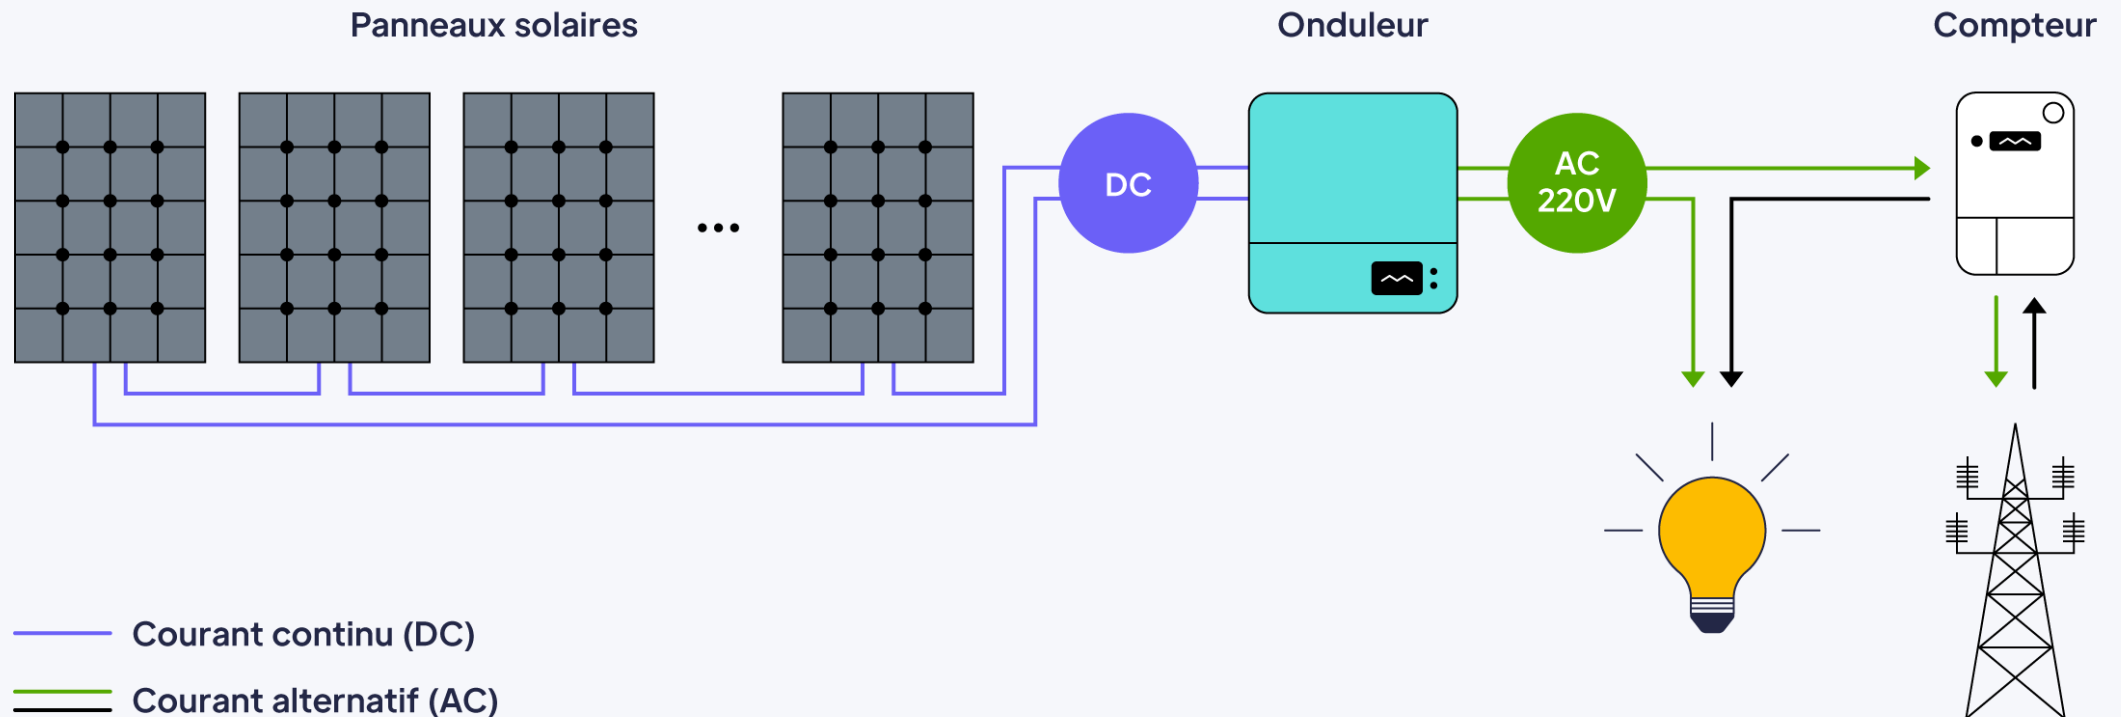 Panneaux solaires
Onduleur
Compteur
DC
AC
220V
Courant continu (DC)
Courant alternatif (AC)